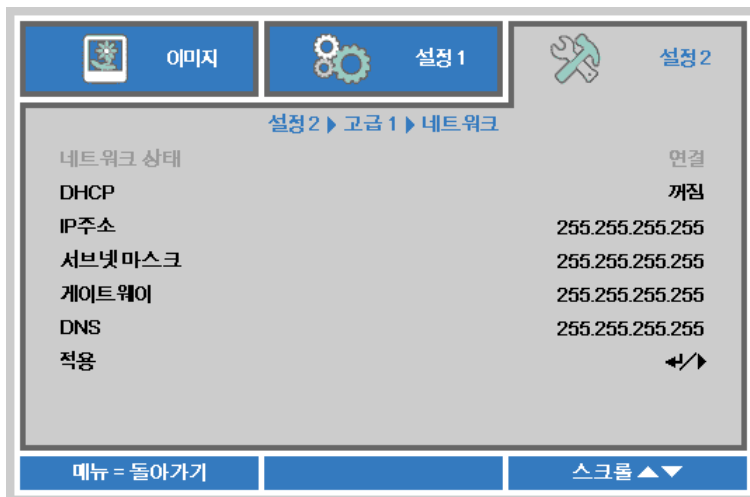 이미지 설정 1 설정 2
설정 2 ▶ 고급 1 ▶ 네트워크
네트워크 상태 연결
DHCP 꺼짐
IP주소 255.255.255.255
서브넷 마스크 255.255.255.255
게이트웨이 255.255.255.255
DNS 255.255.255.255
적용 ↵/▶
메뉴 = 돌아가기 스크롤 ▲▼